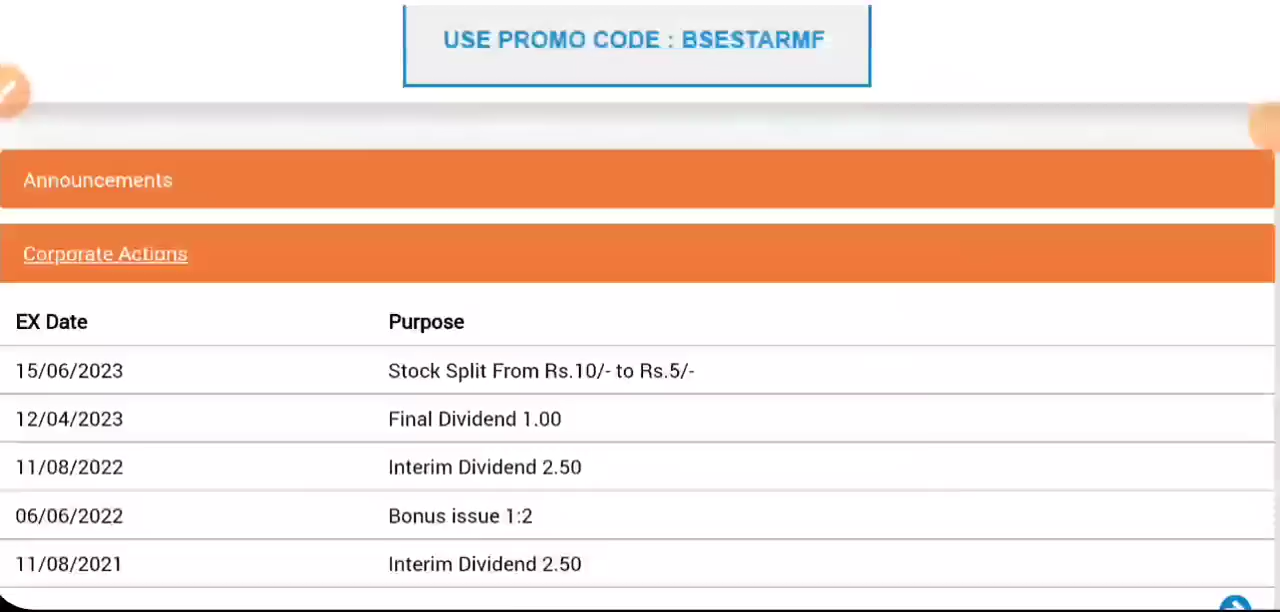 USE PROMO CODE : BSESTARMF
Announcements
Corporate Actions
EX Date Purpose
15/06/2023 Stock Split From Rs.10/- to Rs.5/-
12/04/2023 Final Dividend 1.00
11/08/2022 Interim Dividend 2.50
06/06/2022 Bonus issue 1:2
11/08/2021 Interim Dividend 2.50